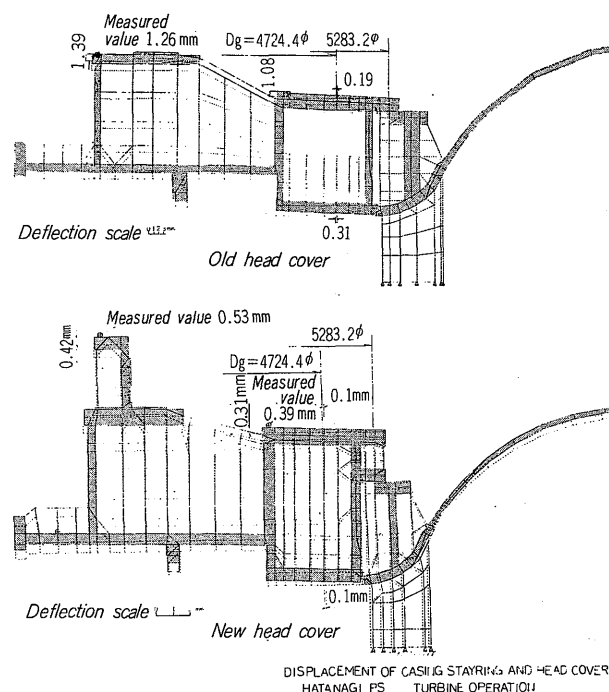 Measured
value 1.26 mm
1.39
Dg=4724.4φ
5283.2φ
1.08
0.19
Deflection scale
0.31
Old head cover
Measured value 0.53 mm
0.42mm
5283.2φ
Dg=4724.4φ
0.31mm
Measured
value
0.39 mm
0.1mm
0.1mm
Deflection scale
New head cover
DISPLACEMENT OF CASING STAYRING AND HEAD COVER
HATANAGI PS TURBINE OPERATION